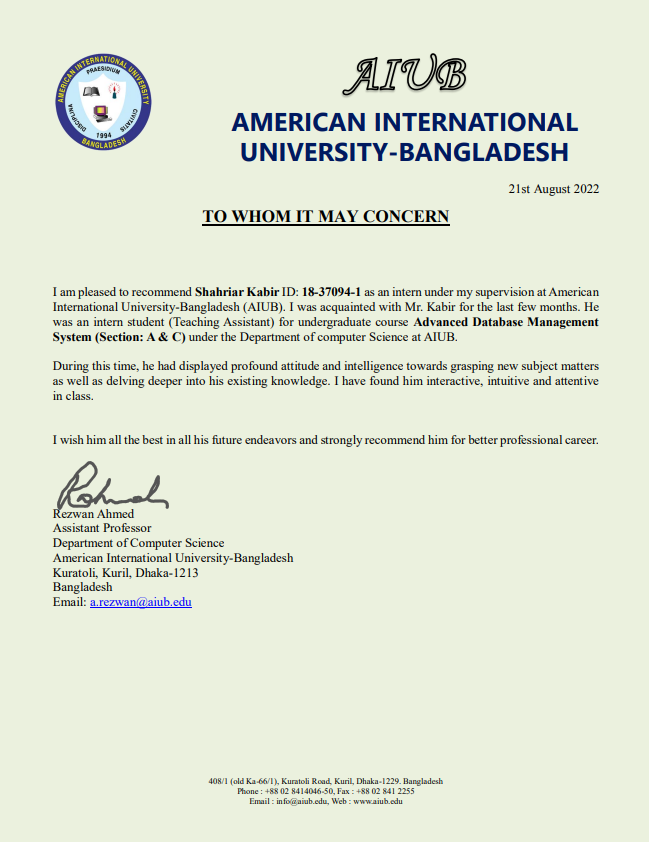 AMERICAN INTERNATIONAL UNIVERSITY
PRAESIDIUM
DISCIPLINA
CIVITATIS
1994
BANGLADESH
AIUB
AMERICAN INTERNATIONAL
UNIVERSITY-BANGLADESH
21st August 2022
TO WHOM IT MAY CONCERN
I am pleased to recommend Shahriar Kabir ID: 18-37094-1 as an intern under my supervision at American
International University-Bangladesh (AIUB). I was acquainted with Mr. Kabir for the last few months. He
was an intern student (Teaching Assistant) for undergraduate course Advanced Database Management
System (Section: A & C) under the Department of computer Science at AIUB.
During this time, he had displayed profound attitude and intelligence towards grasping new subject matters
as well as delving deeper into his existing knowledge. I have found him interactive, intuitive and attentive
in class.
I wish him all the best in all his future endeavors and strongly recommend him for better professional career.
Rezwan Ahmed
Assistant Professor
Department of Computer Science
American International University-Bangladesh
Kuratoli, Kuril, Dhaka-1213
Bangladesh
Email: a.rezwan@aiub.edu
408/1 (old Ka-66/1), Kuratoli Road, Kuril, Dhaka-1229. Bangladesh
Phone : +88 02 8414046-50, Fax : +88 02 841 2255
Email : info@aiub.edu, Web : www.aiub.edu